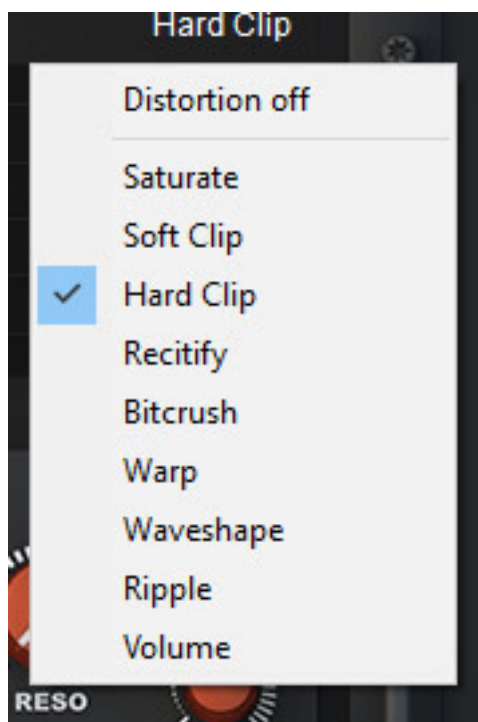 Hard Clip
Distortion off
Saturate
Soft Clip
Hard Clip
Recitify
Bitcrush
Warp
Waveshape
Ripple
Volume
RESO